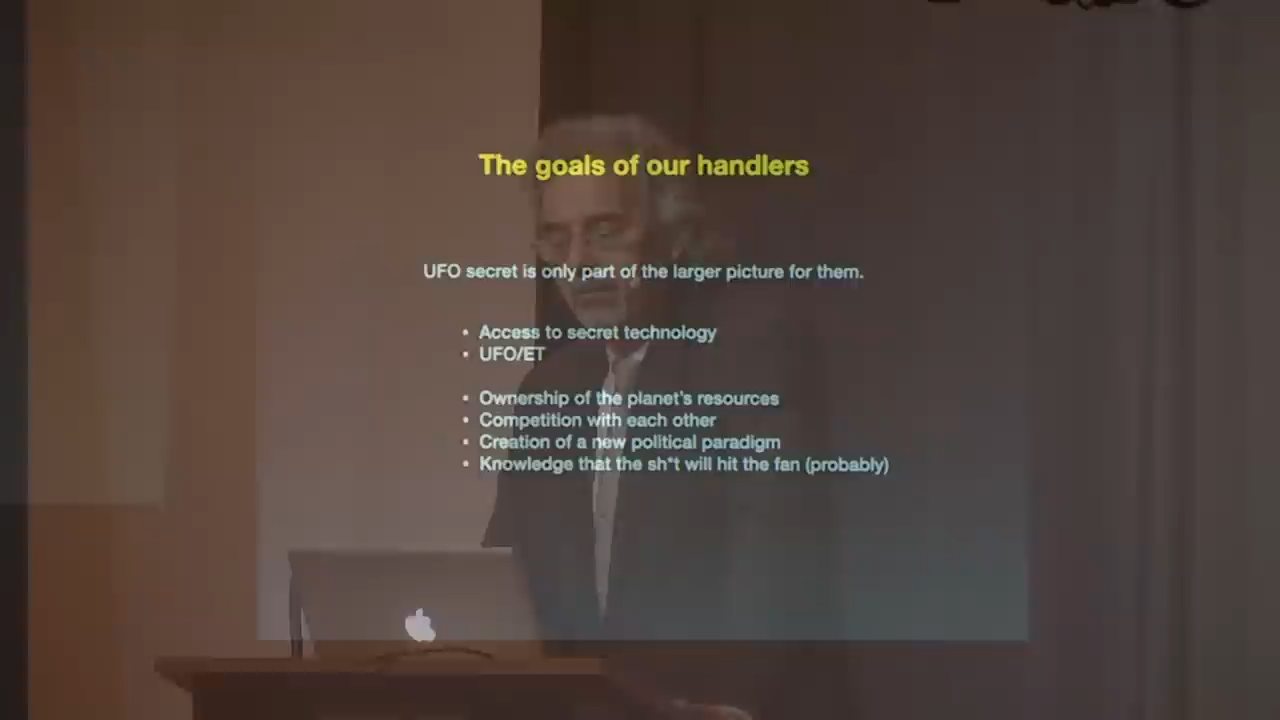 The goals of our handlers
UFO secret is only part of the larger picture for them.
• Access to secret technology
• UFO/ET
• Ownership of the planet's resources
• Competition with each other
• Creation of a new political paradigm
• Knowledge that the sh*t will hit the fan (probably)